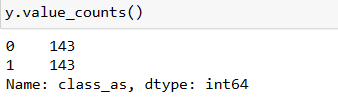 y.value_counts()
0    143
1    143
Name: class_as, dtype: int64